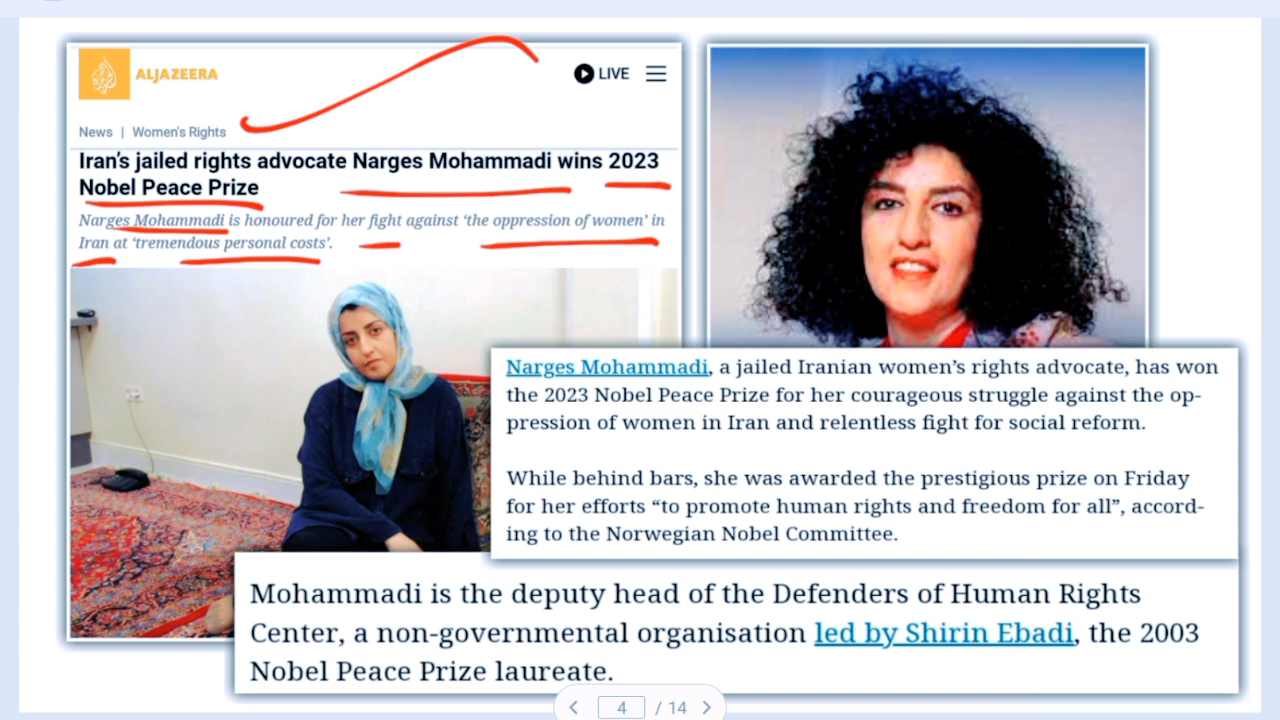 ALJAZEERA
LIVE
News | Women's Rights
Iran's jailed rights advocate Narges Mohammadi wins 2023
Nobel Peace Prize
Narges Mohammadi is honoured for her fight against 'the oppression of women' in
Iran at 'tremendous personal costs'.
Narges Mohammadi, a jailed Iranian women's rights advocate, has won
the 2023 Nobel Peace Prize for her courageous struggle against the op-
pression of women in Iran and relentless fight for social reform.
While behind bars, she was awarded the prestigious prize on Friday
for her efforts “to promote human rights and freedom for all”, accord-
ing to the Norwegian Nobel Committee.
Mohammadi is the deputy head of the Defenders of Human Rights
Center, a non-governmental organisation led by Shirin Ebadi, the 2003
Nobel Peace Prize laureate.
4 / 14